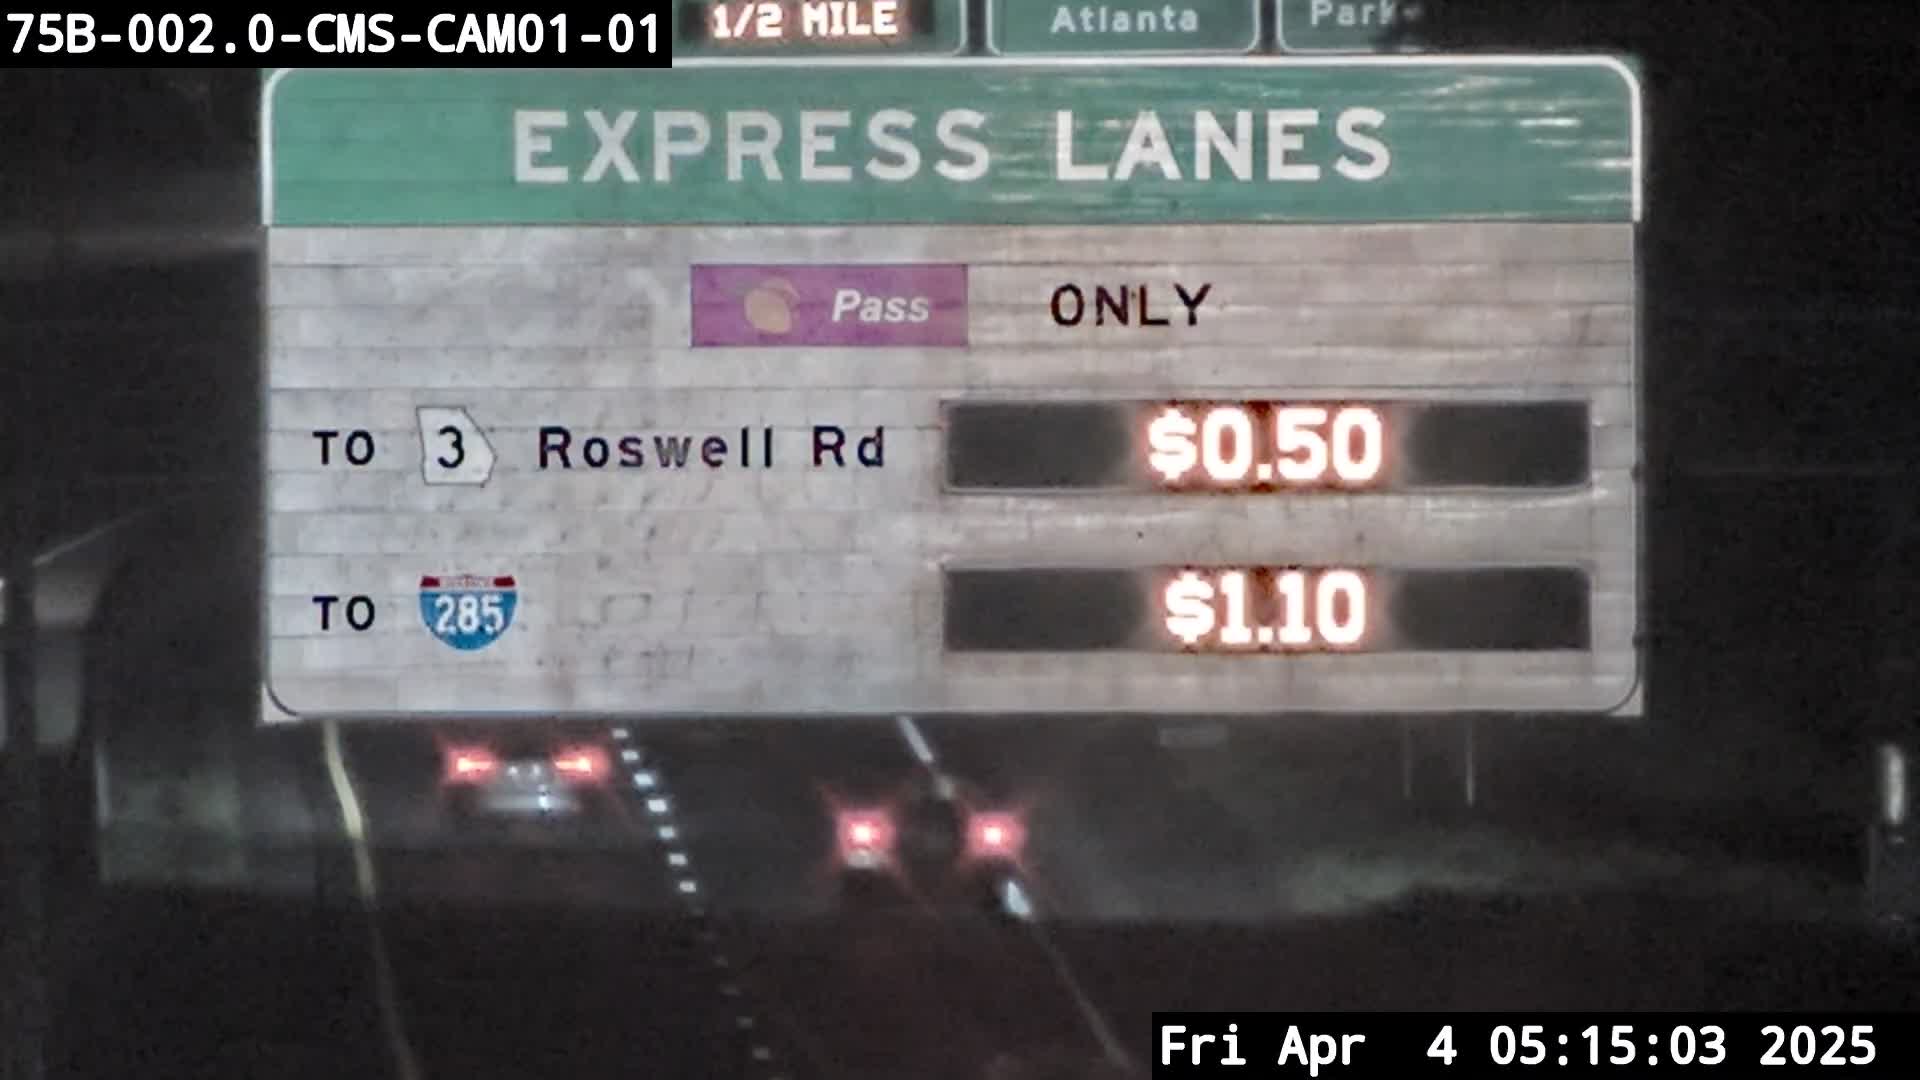 75B-002.0-CMS-CAM01-01
1/2 MILE
Atlanta
EXPRESS LANES
Pass ONLY
TO 3 Roswell Rd $0.50
TO 285 $1.10
Fri Apr 4 05:15:03 2025